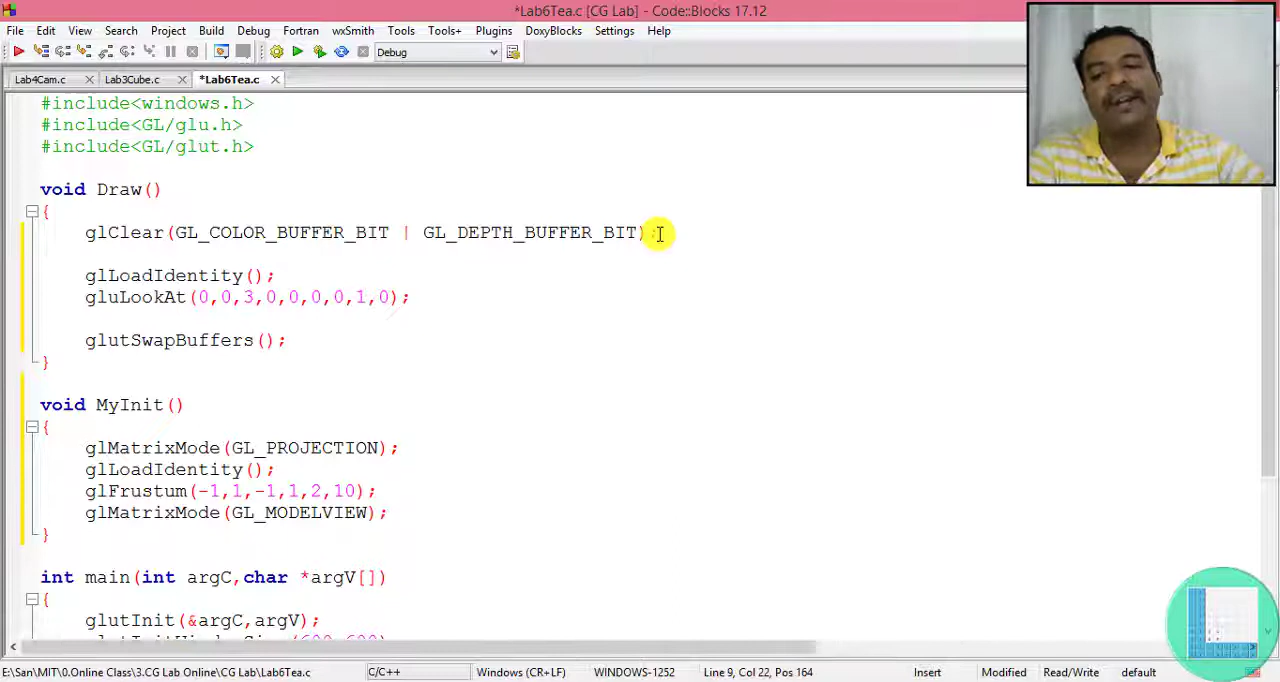 *Lab6Tea.c [CG Lab] - Code::Blocks 17.12
File Edit View Search Project Build Debug Fortran wxSmith Tools Tools+ Plugins DoxyBlocks Settings Help
Debug
Lab4Cam.c Lab3Cube.c *Lab6Tea.c
#include<windows.h>
#include<GL/glu.h>
#include<GL/glut.h>
void Draw()
{
glClear(GL_COLOR_BUFFER_BIT | GL_DEPTH_BUFFER_BIT);
glLoadIdentity();
gluLookAt(0,0,3,0,0,0,0,1,0);
glutSwapBuffers();
}
void MyInit()
{
glMatrixMode(GL_PROJECTION);
glLoadIdentity();
glFrustum(-1,1,-1,1,2,10);
glMatrixMode(GL_MODELVIEW);
}
int main(int argC,char *argV[])
{
glutInit(&argC,argV);
E:\San\MIT\0.Online Class\3.CG Lab Online\CG Lab\Lab6Tea.c C/C++ Windows (CR+LF) WINDOWS-1252 Line 9, Col 22, Pos 164 Insert Modified Read/Write default